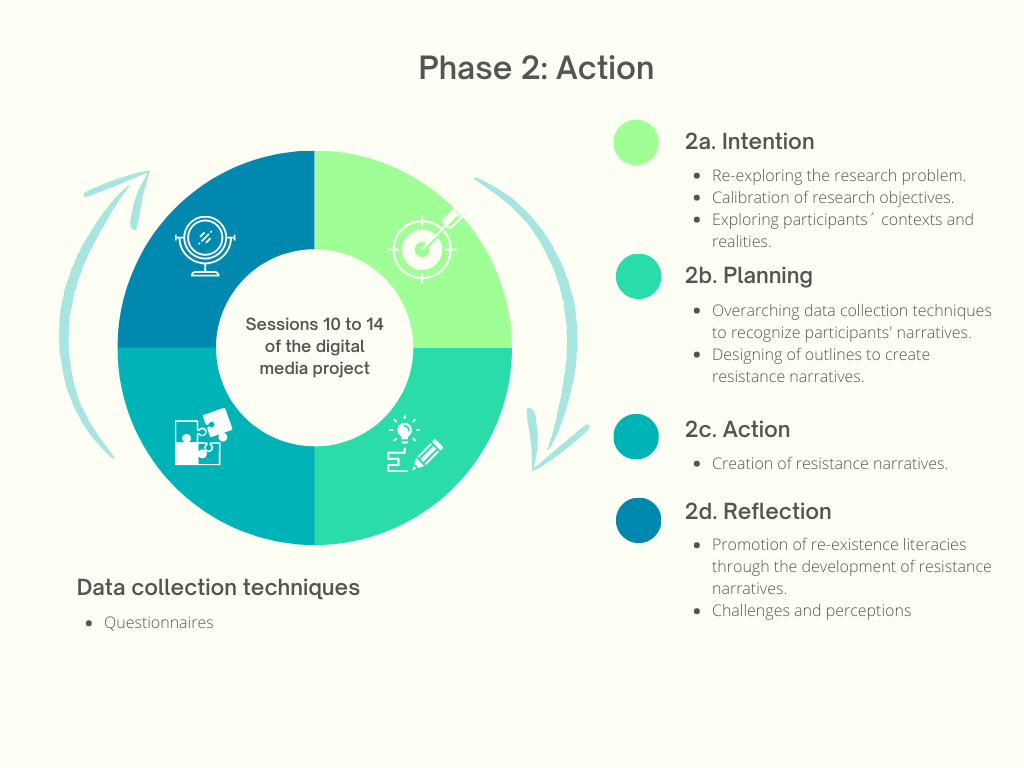 Phase 2: Action
Sessions 10 to 14
of the digital
media project
2a. Intention
• Re-exploring the research problem.
• Calibration of research objectives.
• Exploring participants´ contexts and
realities.
2b. Planning
• Overarching data collection techniques
to recognize participants' narratives.
• Designing of outlines to create
resistance narratives.
2c. Action
• Creation of resistance narratives.
2d. Reflection
• Promotion of re-existence literacies
through the development of resistance
narratives.
• Challenges and perceptions
Data collection techniques
• Questionnaires